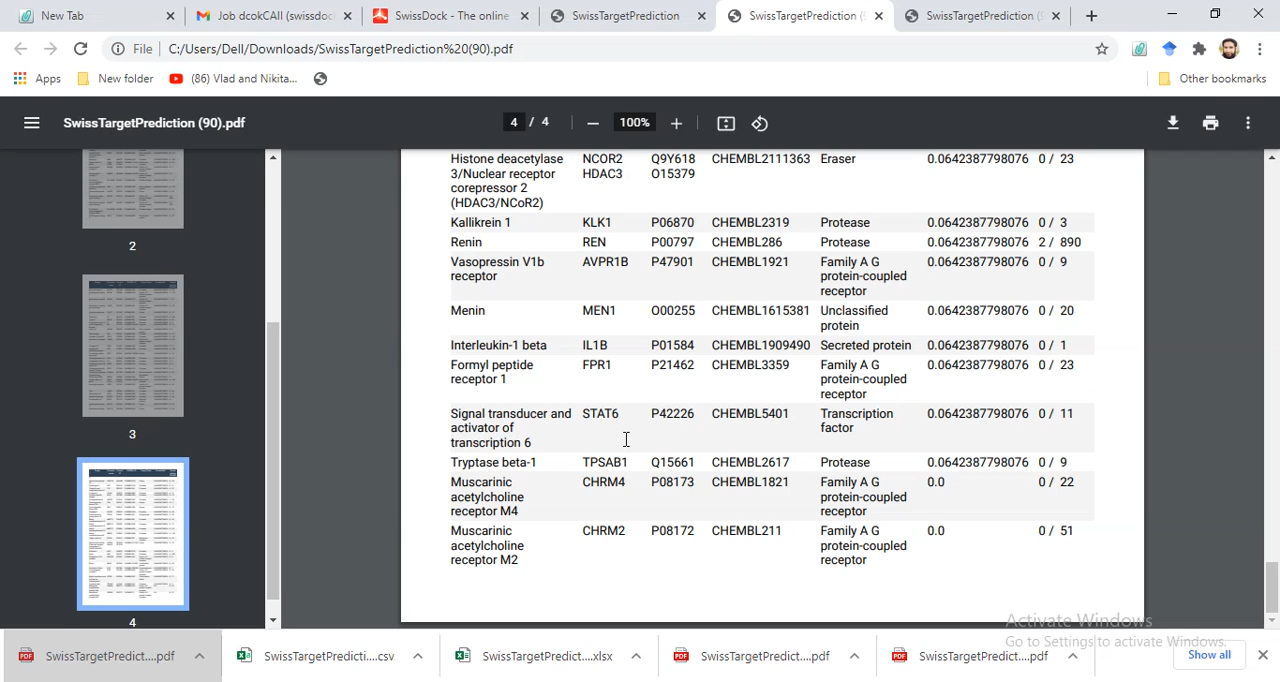 New Tab
Job dcokCAll (swissdoc
SwissDock - The online
SwissTargetPrediction
SwissTargetPrediction (
SwissTargetPrediction (
File
C:/Users/Dell/Downloads/SwissTargetPrediction%20(90).pdf
Apps
New folder
(86) Vlad and Nikita...
Other bookmarks
SwissTargetPrediction (90).pdf
4 / 4
100%
2
3
4
Histone deacetylase NCOR2 Q9Y618 CHEMBL2111363 Eraser 0.0642387798076 0 / 23
3/Nuclear receptor HDAC3 O15379
corepressor 2
(HDAC3/NCoR2)
Kallikrein 1 KLK1 P06870 CHEMBL2319 Protease 0.0642387798076 0 / 3
Renin REN P00797 CHEMBL286 Protease 0.0642387798076 2 / 890
Vasopressin V1b AVPR1B P47901 CHEMBL1921 Family A G 0.0642387798076 0 / 9
receptor protein-coupled
receptor
Menin MEN1 O00255 CHEMBL1615381 Unclassified 0.0642387798076 0 / 20
protein
Interleukin-1 beta IL1B P01584 CHEMBL1909490 Secreted protein 0.0642387798076 0 / 1
Formyl peptide FPR1 P21462 CHEMBL3359 Family A G 0.0642387798076 0 / 23
receptor 1 protein-coupled
receptor
Signal transducer and STAT6 P42226 CHEMBL5401 Transcription 0.0642387798076 0 / 11
activator of factor
transcription 6
Tryptase beta-1 TPSAB1 Q15661 CHEMBL2617 Protease 0.0642387798076 0 / 9
Muscarinic CHRM4 P08173 CHEMBL1821 Family A G 0.0 0 / 22
acetylcholine protein-coupled
receptor M4 receptor
Muscarinic CHRM2 P08172 CHEMBL211 Family A G 0.0 0 / 51
acetylcholine protein-coupled
receptor M2 receptor
Activate Windows
Go to Settings to activate Windows.
SwissTargetPredict....pdf
SwissTargetPredicti....csv
SwissTargetPredict....xlsx
SwissTargetPredict....pdf
SwissTargetPredict....pdf
Show all